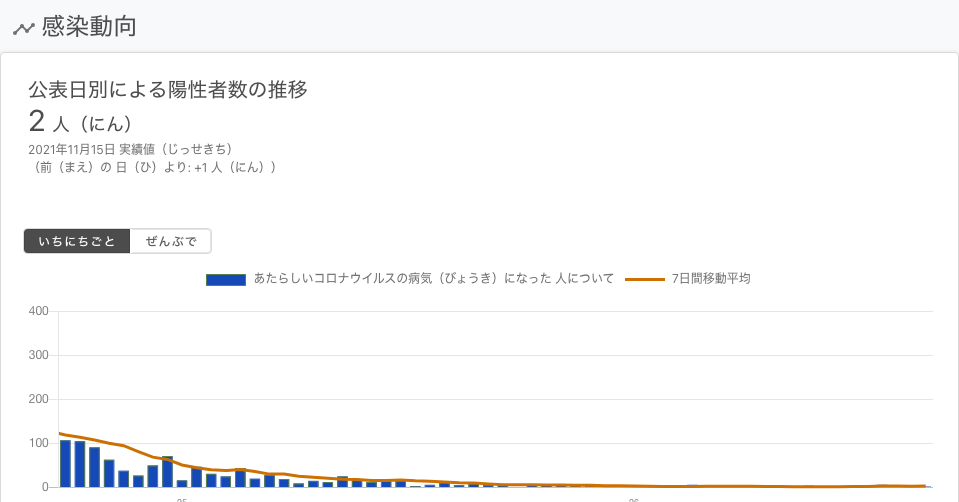 感染動向
公表日別による陽性者数の推移
2 人（にん）
2021年11月15日 実績値（じっせきち）
（前（まえ）の 日（ひ）より: +1 人（にん））
いちにちごと ぜんぶで
あたらしいコロナウイルスの病気（びょうき）になった 人について 7日間移動平均
400
300
200
100
0